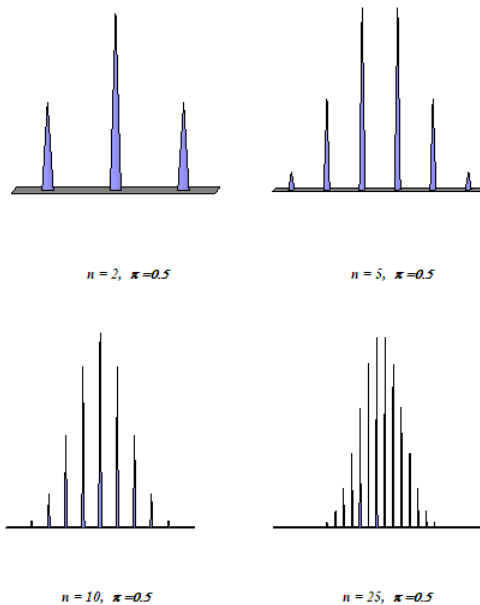 n = 2, π =0.5
n = 5, π =0.5
n = 10, π=0.5
n = 25, π=0.5